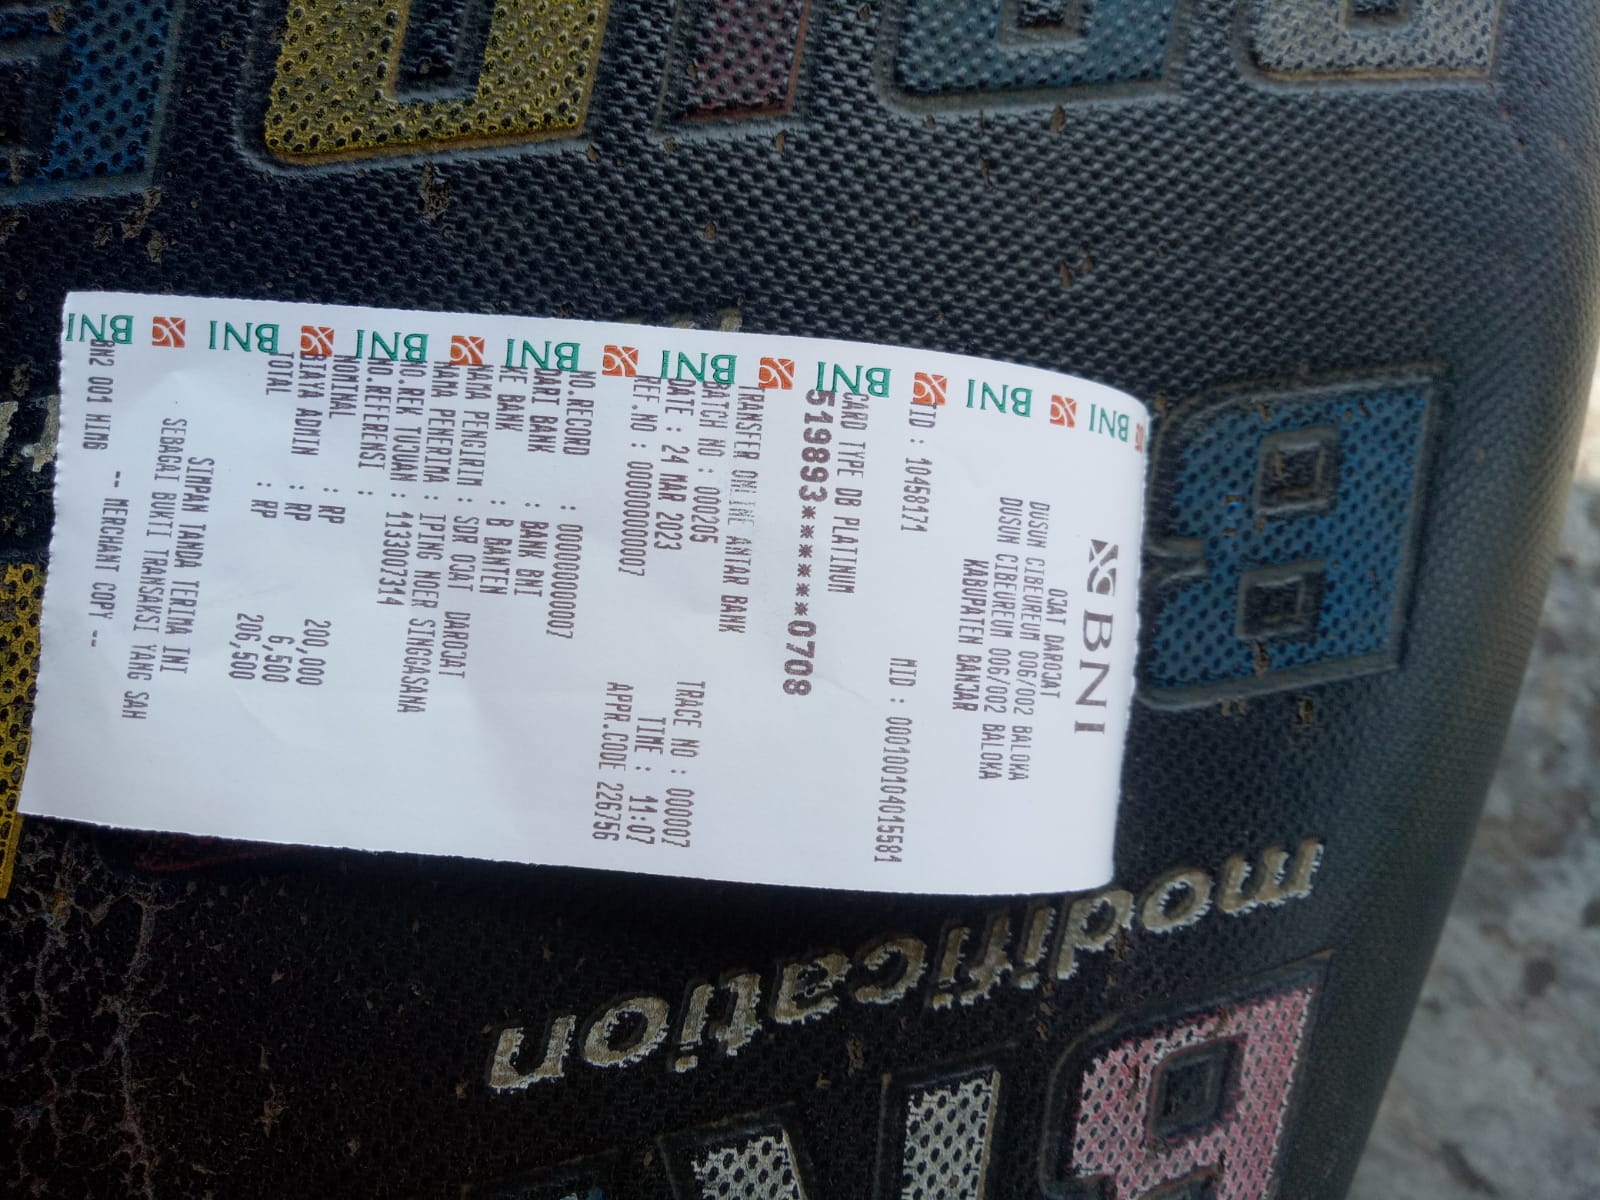 BNI
OJAT DAROJAT
DUSUN CIBEUREUM 006/002 BALOKA
DUSUN CIBEUREUM 006/002 BALOKA
KABUPATEN BANJAR
TID : 10458171 MID : 000100104015581
CARD TYPE DB PLATINUM
519893******0708
TRANSFER ONLINE ANTAR BANK
BATCH NO : 000205 TRACE NO : 000007
DATE : 24 MAR 2023 TIME : 11:07
REF.NO : 000000000007 APPR.CODE 226756
NO.RECORD : 000000000007
DARI BANK : BANK BNI
KE BANK : B BANTEN
NAMA PENGIRIM : SDR OJAT DAROJAT
NAMA PENERIMA : IPING NOER SINGGASANA
NO.REK TUJUAN : 4133007314
NO.REFERENSI :
NOMINAL : RP 200,000
BIAYA ADMIN : RP 6,500
TOTAL : RP 206,500
SIMPAN TANDA TERIMA INI
SEBAGAI BUKTI TRANSAKSI YANG SAH
BN2 001 HIMB -- MERCHANT COPY --
BNI BNI BNI BNI BNI BNI BNI BNI
modification